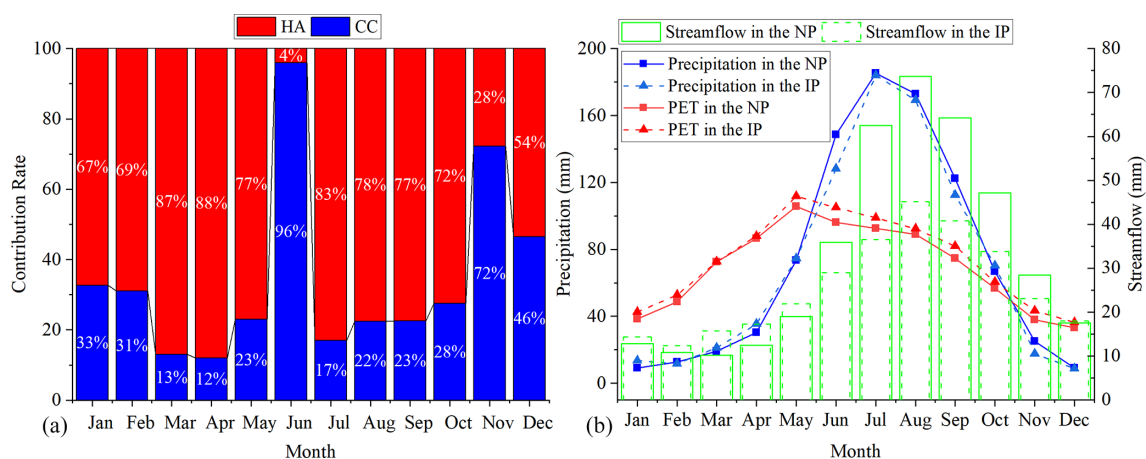 HA CC
100
80
60
40
20
0
Contribution Rate
67% 69% 87% 88% 77% 4% 83% 78% 77% 72% 28% 54%
33% 31% 13% 12% 23% 96% 17% 22% 23% 28% 72% 46%
Jan Feb Mar Apr May Jun Jul Aug Sep Oct Nov Dec
(a)
Month
Streamflow in the NP Streamflow in the IP
Precipitation in the NP
Precipitation in the IP
PET in the NP
PET in the IP
200
160
120
80
40
0
Precipitation (mm)
80
70
60
50
40
30
20
10
0
Streamflow (mm)
Jan Feb Mar Apr May Jun Jul Aug Sep Oct Nov Dec
(b)
Month